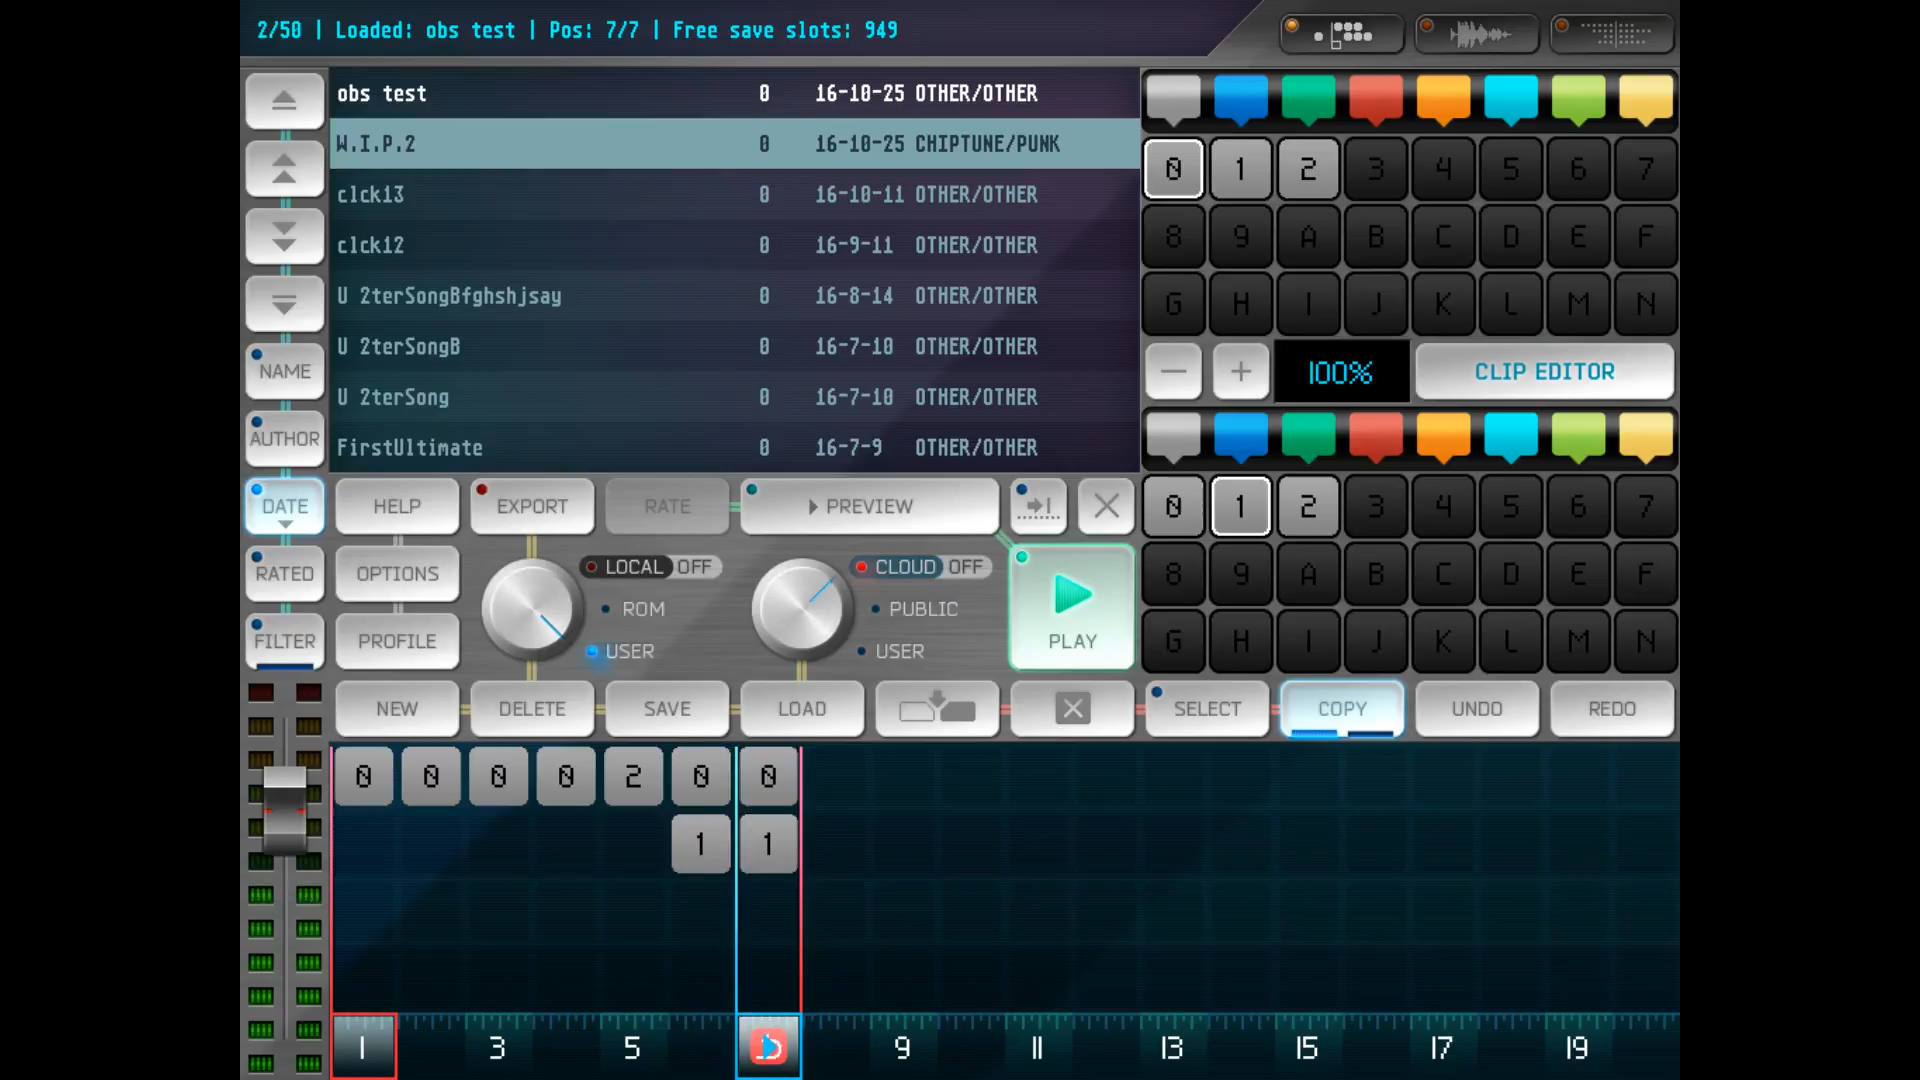 2/50 | Loaded: obs test | Pos: 7/7 | Free save slots: 949
obs test 0 16-10-25 OTHER/OTHER
W.I.P.2 0 16-10-25 CHIPTUNE/PUNK
clck13 0 16-10-11 OTHER/OTHER
clck12 0 16-9-11 OTHER/OTHER
U 2terSongBfghshjsay 0 16-8-14 OTHER/OTHER
U 2terSongB 0 16-7-10 OTHER/OTHER
U 2terSong 0 16-7-10 OTHER/OTHER
FirstUltimate 0 16-7-9 OTHER/OTHER
0 1 2 3 4 5 6 7
8 9 A B C D E F
G H I J K L M N
− + 100% CLIP EDITOR
0 1 2 3 4 5 6 7
8 9 A B C D E F
G H I J K L M N
NAME
AUTHOR
DATE HELP EXPORT RATE PREVIEW
RATED OPTIONS LOCAL OFF CLOUD OFF
ROM PUBLIC
FILTER PROFILE USER USER PLAY
NEW DELETE SAVE LOAD SELECT COPY UNDO REDO
0 0 0 0 2 0 0
1 1
1 3 5 9 11 13 15 17 19